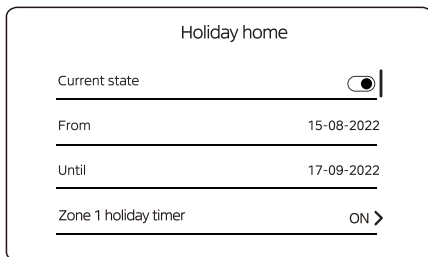 Holiday home
Current state
From 15-08-2022
Until 17-09-2022
Zone 1 holiday timer ON